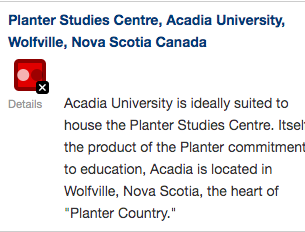 Planter Studies Centre, Acadia University,
Wolfville, Nova Scotia Canada
Details
Acadia University is ideally suited to
house the Planter Studies Centre. Itself
the product of the Planter commitment
to education, Acadia is located in
Wolfville, Nova Scotia, the heart of
"Planter Country."